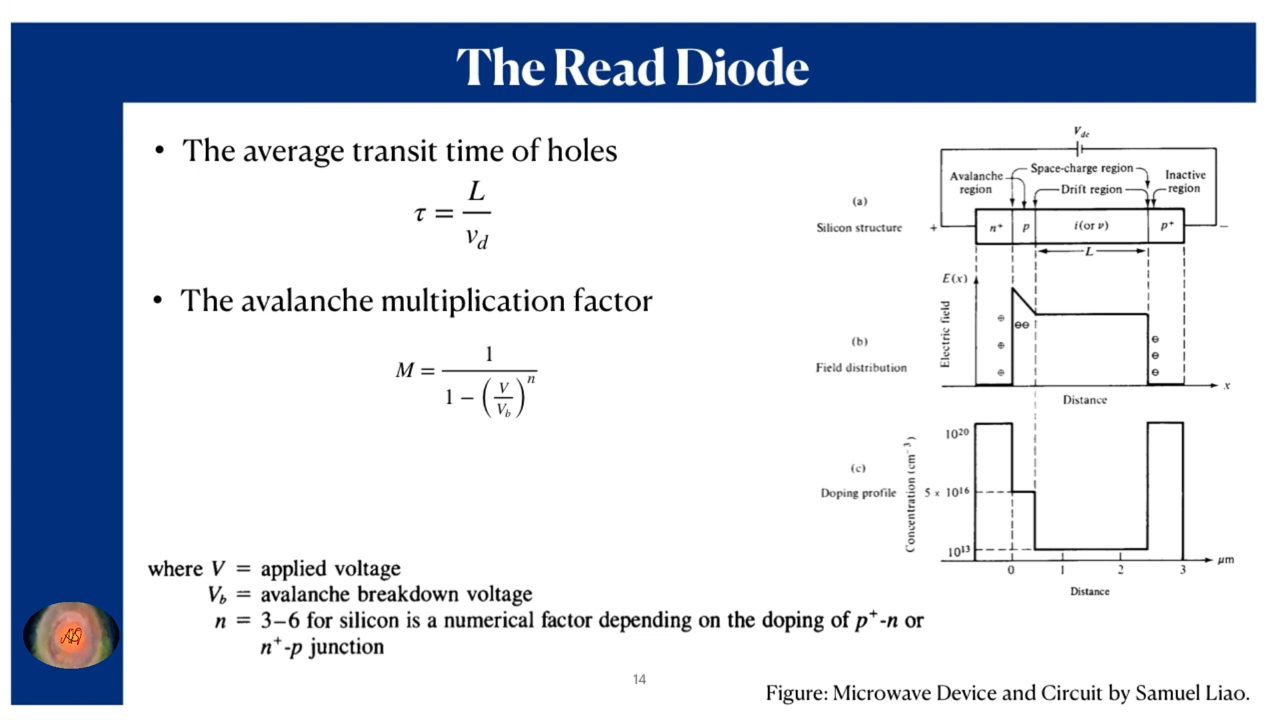 The Read Diode
• The average transit time of holes
τ = L / v_d
• The avalanche multiplication factor
M = 1 / (1 − (V / V_b)^n)
where V = applied voltage
V_b = avalanche breakdown voltage
n = 3–6 for silicon is a numerical factor depending on the doping of p⁺-n or
n⁺-p junction
V_dc
Avalanche region
Space-charge region
Drift region
Inactive region
(a)
Silicon structure
+ n⁺ p i(or ν) p⁺ −
L
E(x)
Electric field
(b)
Field distribution
⊕ ⊖⊖ ⊖
⊕ ⊖
⊕ ⊖
x
Distance
(c)
Doping profile
Concentration (cm⁻³)
10²⁰
5 × 10¹⁶
10¹³
0 1 2 3 μm
Distance
14
Figure: Microwave Device and Circuit by Samuel Liao.